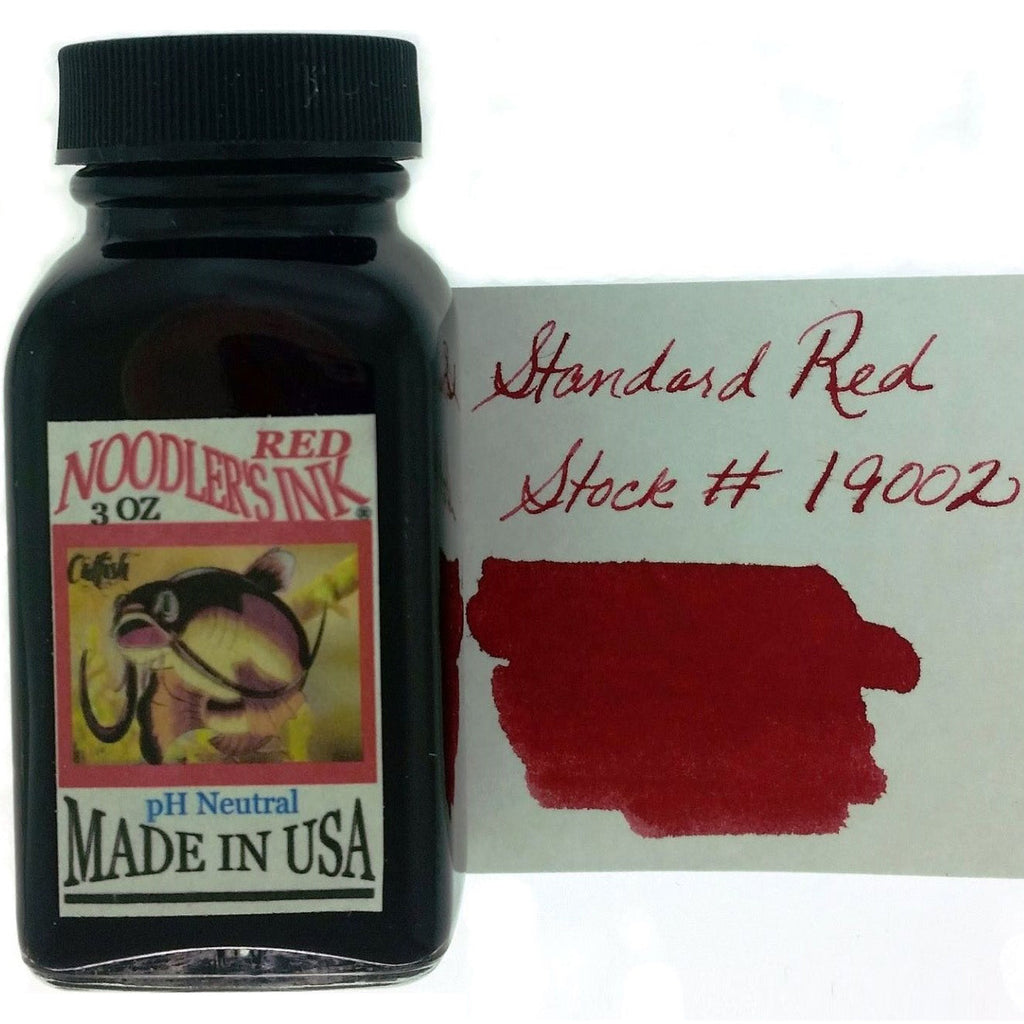 RED
NOODLER'S INK
3 OZ
Catfish
pH Neutral
MADE IN USA
Standard Red
Stock # 19002